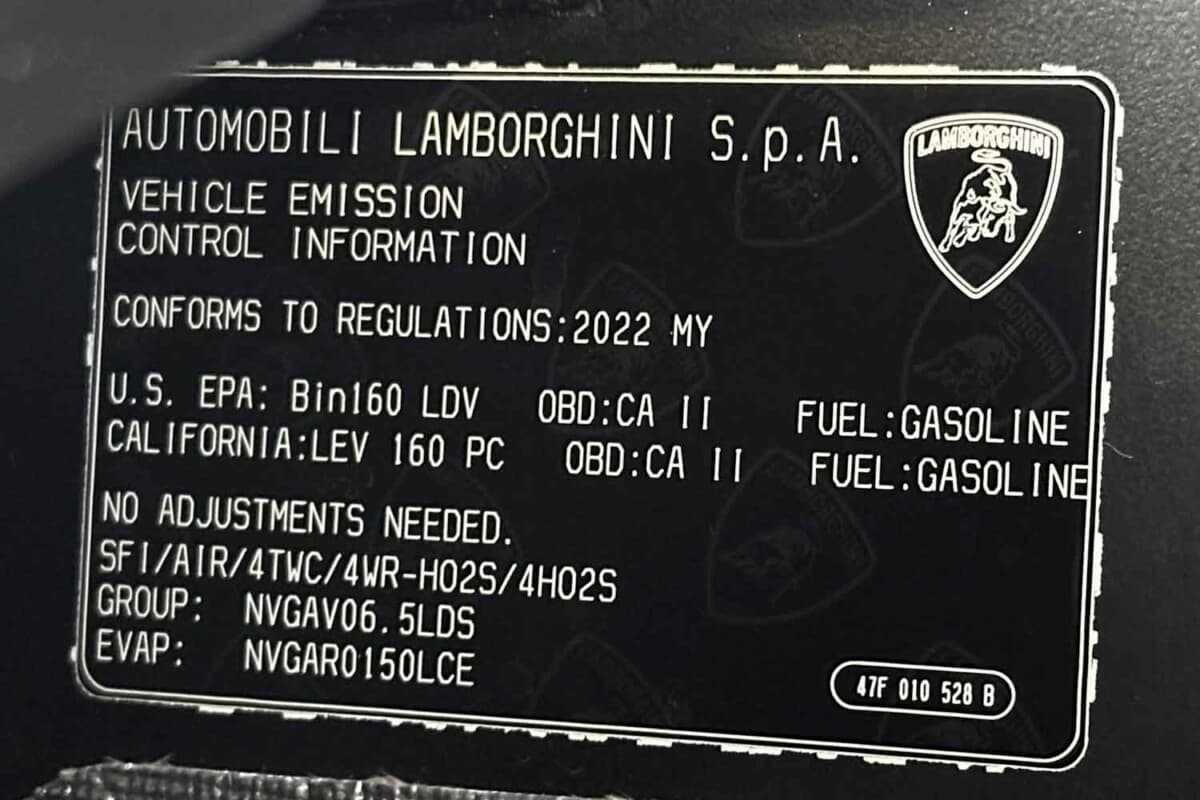 AUTOMOBILI LAMBORGHINI S.p.A.
LAMBORGHINI
VEHICLE EMISSION
CONTROL INFORMATION
CONFORMS TO REGULATIONS:2022 MY
U.S. EPA: Bin160 LDV OBD:CA II FUEL:GASOLINE
CALIFORNIA:LEV 160 PC OBD:CA II FUEL:GASOLINE
NO ADJUSTMENTS NEEDED.
SFI/AIR/4TWC/4WR-HO2S/4HO2S
GROUP: NVGAV06.5LDS
EVAP: NVGAR0150LCE
47F 010 528 B